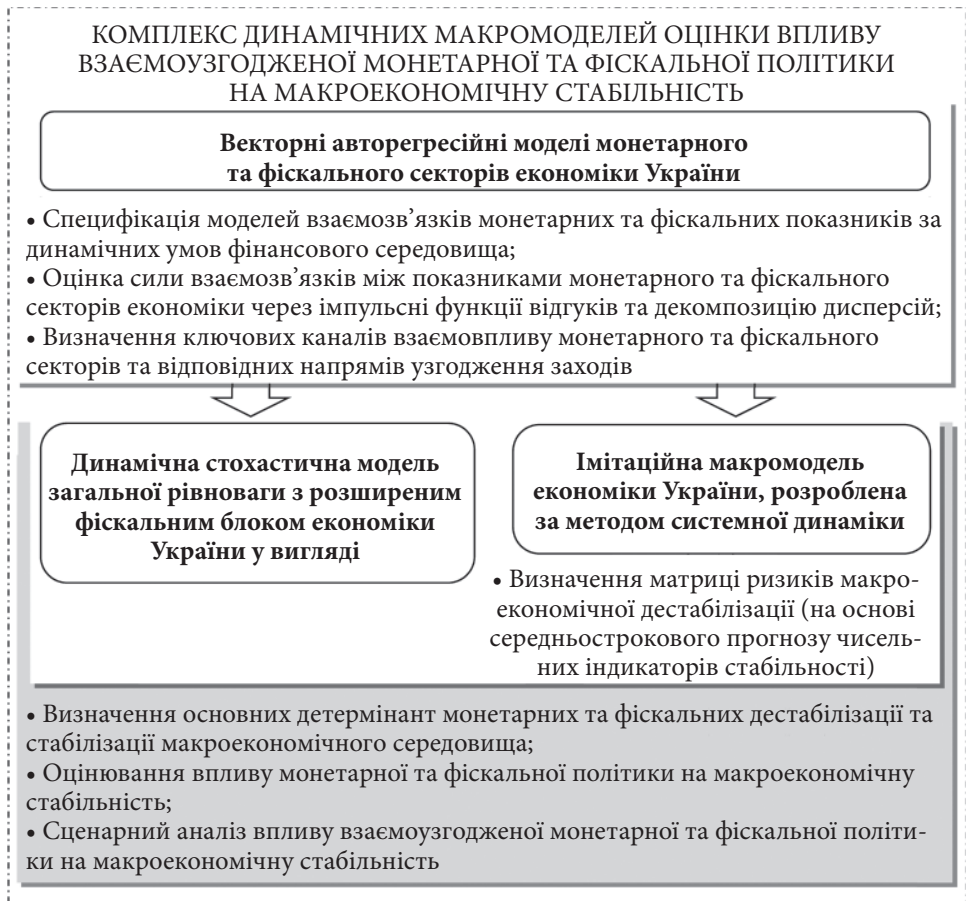 КОМПЛЕКС ДИНАМІЧНИХ МАКРОМОДЕЛЕЙ ОЦІНКИ ВПЛИВУ
ВЗАЄМОУЗГОДЖЕНОЇ МОНЕТАРНОЇ ТА ФІСКАЛЬНОЇ ПОЛІТИКИ
НА МАКРОЕКОНОМІЧНУ СТАБІЛЬНІСТЬ
Векторні авторегресійні моделі монетарного
та фіскального секторів економіки України
• Специфікація моделей взаємозв’язків монетарних та фіскальних показників за
динамічних умов фінансового середовища;
• Оцінка сили взаємозв’язків між показниками монетарного та фіскального
секторів економіки через імпульсні функції відгуків та декомпозицію дисперсій;
• Визначення ключових каналів взаємовпливу монетарного та фіскального
секторів та відповідних напрямів узгодження заходів
Динамічна стохастична модель
загальної рівноваги з розширеним
фіскальним блоком економіки
України у вигляді
Імітаційна макромодель
економіки України, розроблена
за методом системної динаміки
• Визначення матриці ризиків макро-
економічної дестабілізації (на основі
середньострокового прогнозу чисель-
них індикаторів стабільності)
• Визначення основних детермінант монетарних та фіскальних дестабілізації та
стабілізації макроекономічного середовища;
• Оцінювання впливу монетарної та фіскальної політики на макроекономічну
стабільність;
• Сценарний аналіз впливу взаємоузгодженої монетарної та фіскальної політи-
ки на макроекономічну стабільність